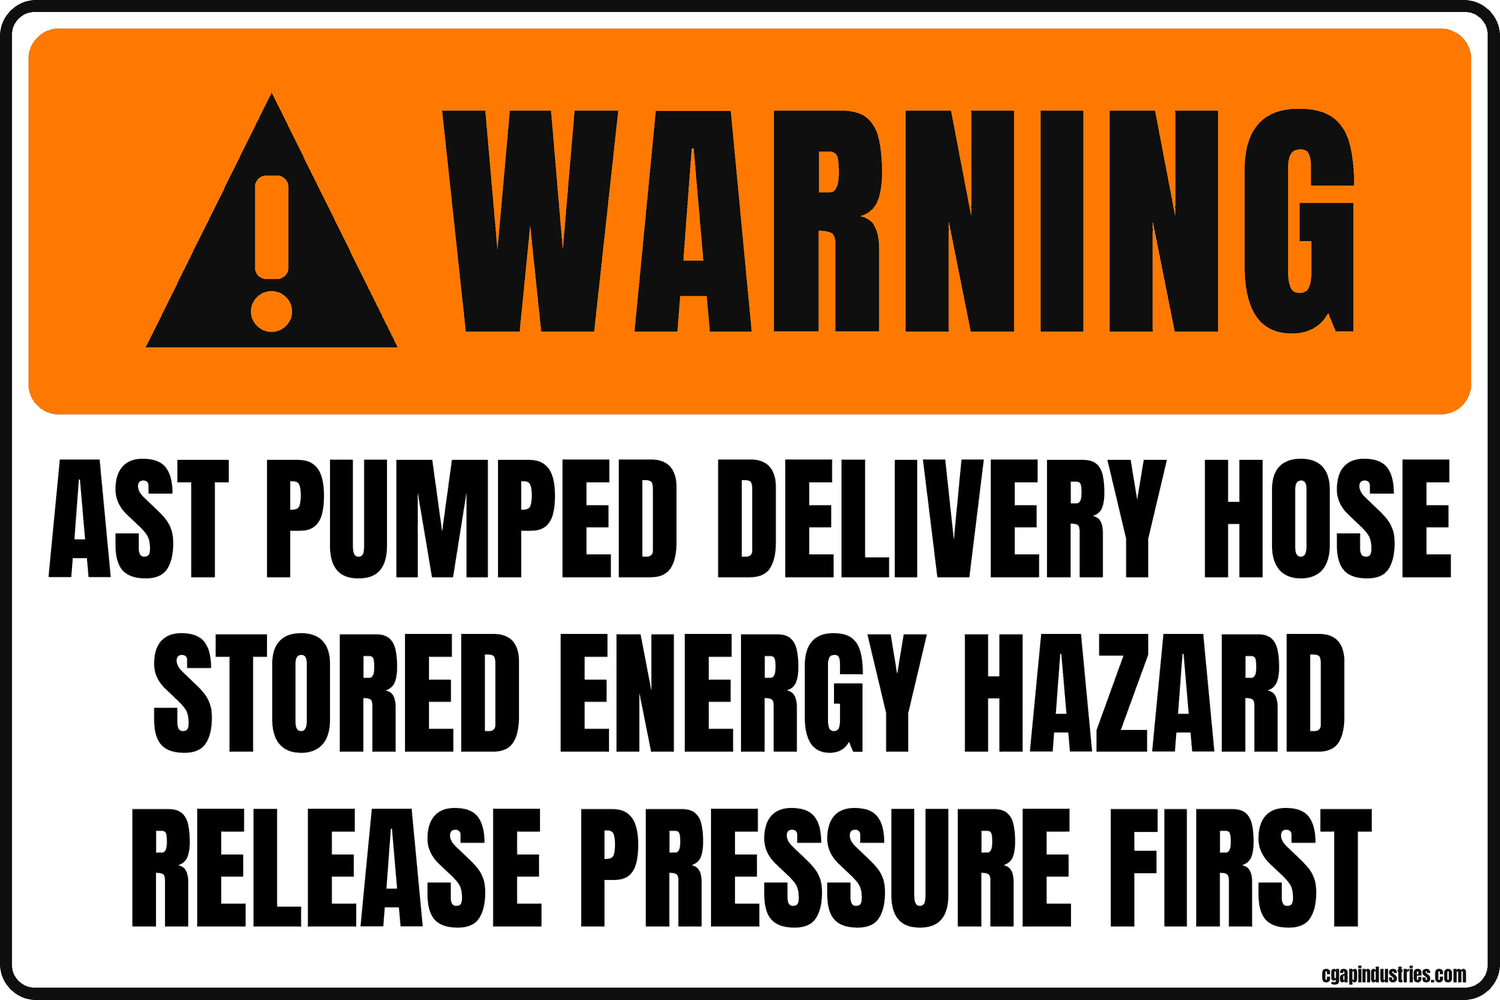 WARNING
AST PUMPED DELIVERY HOSE
STORED ENERGY HAZARD
RELEASE PRESSURE FIRST
cgapindustries.com